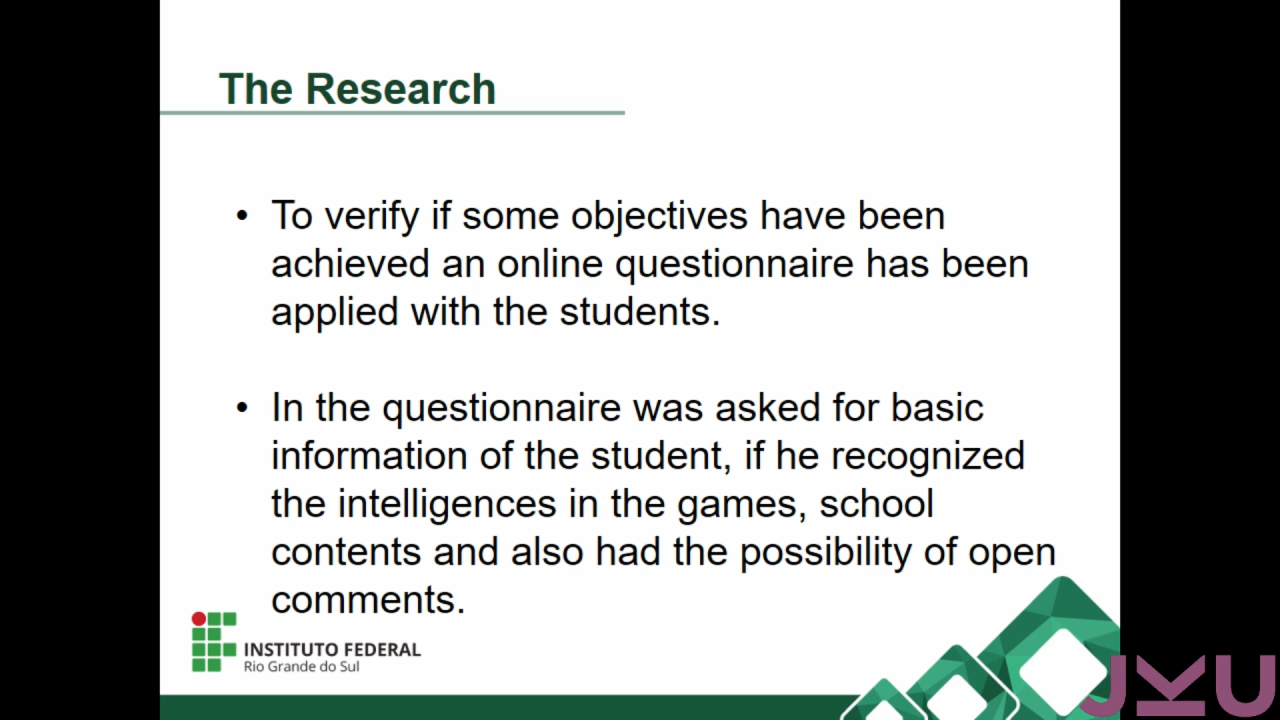 The Research
• To verify if some objectives have been
achieved an online questionnaire has been
applied with the students.
• In the questionnaire was asked for basic
information of the student, if he recognized
the intelligences in the games, school
contents and also had the possibility of open
comments.
INSTITUTO FEDERAL
Rio Grande do Sul
JKU